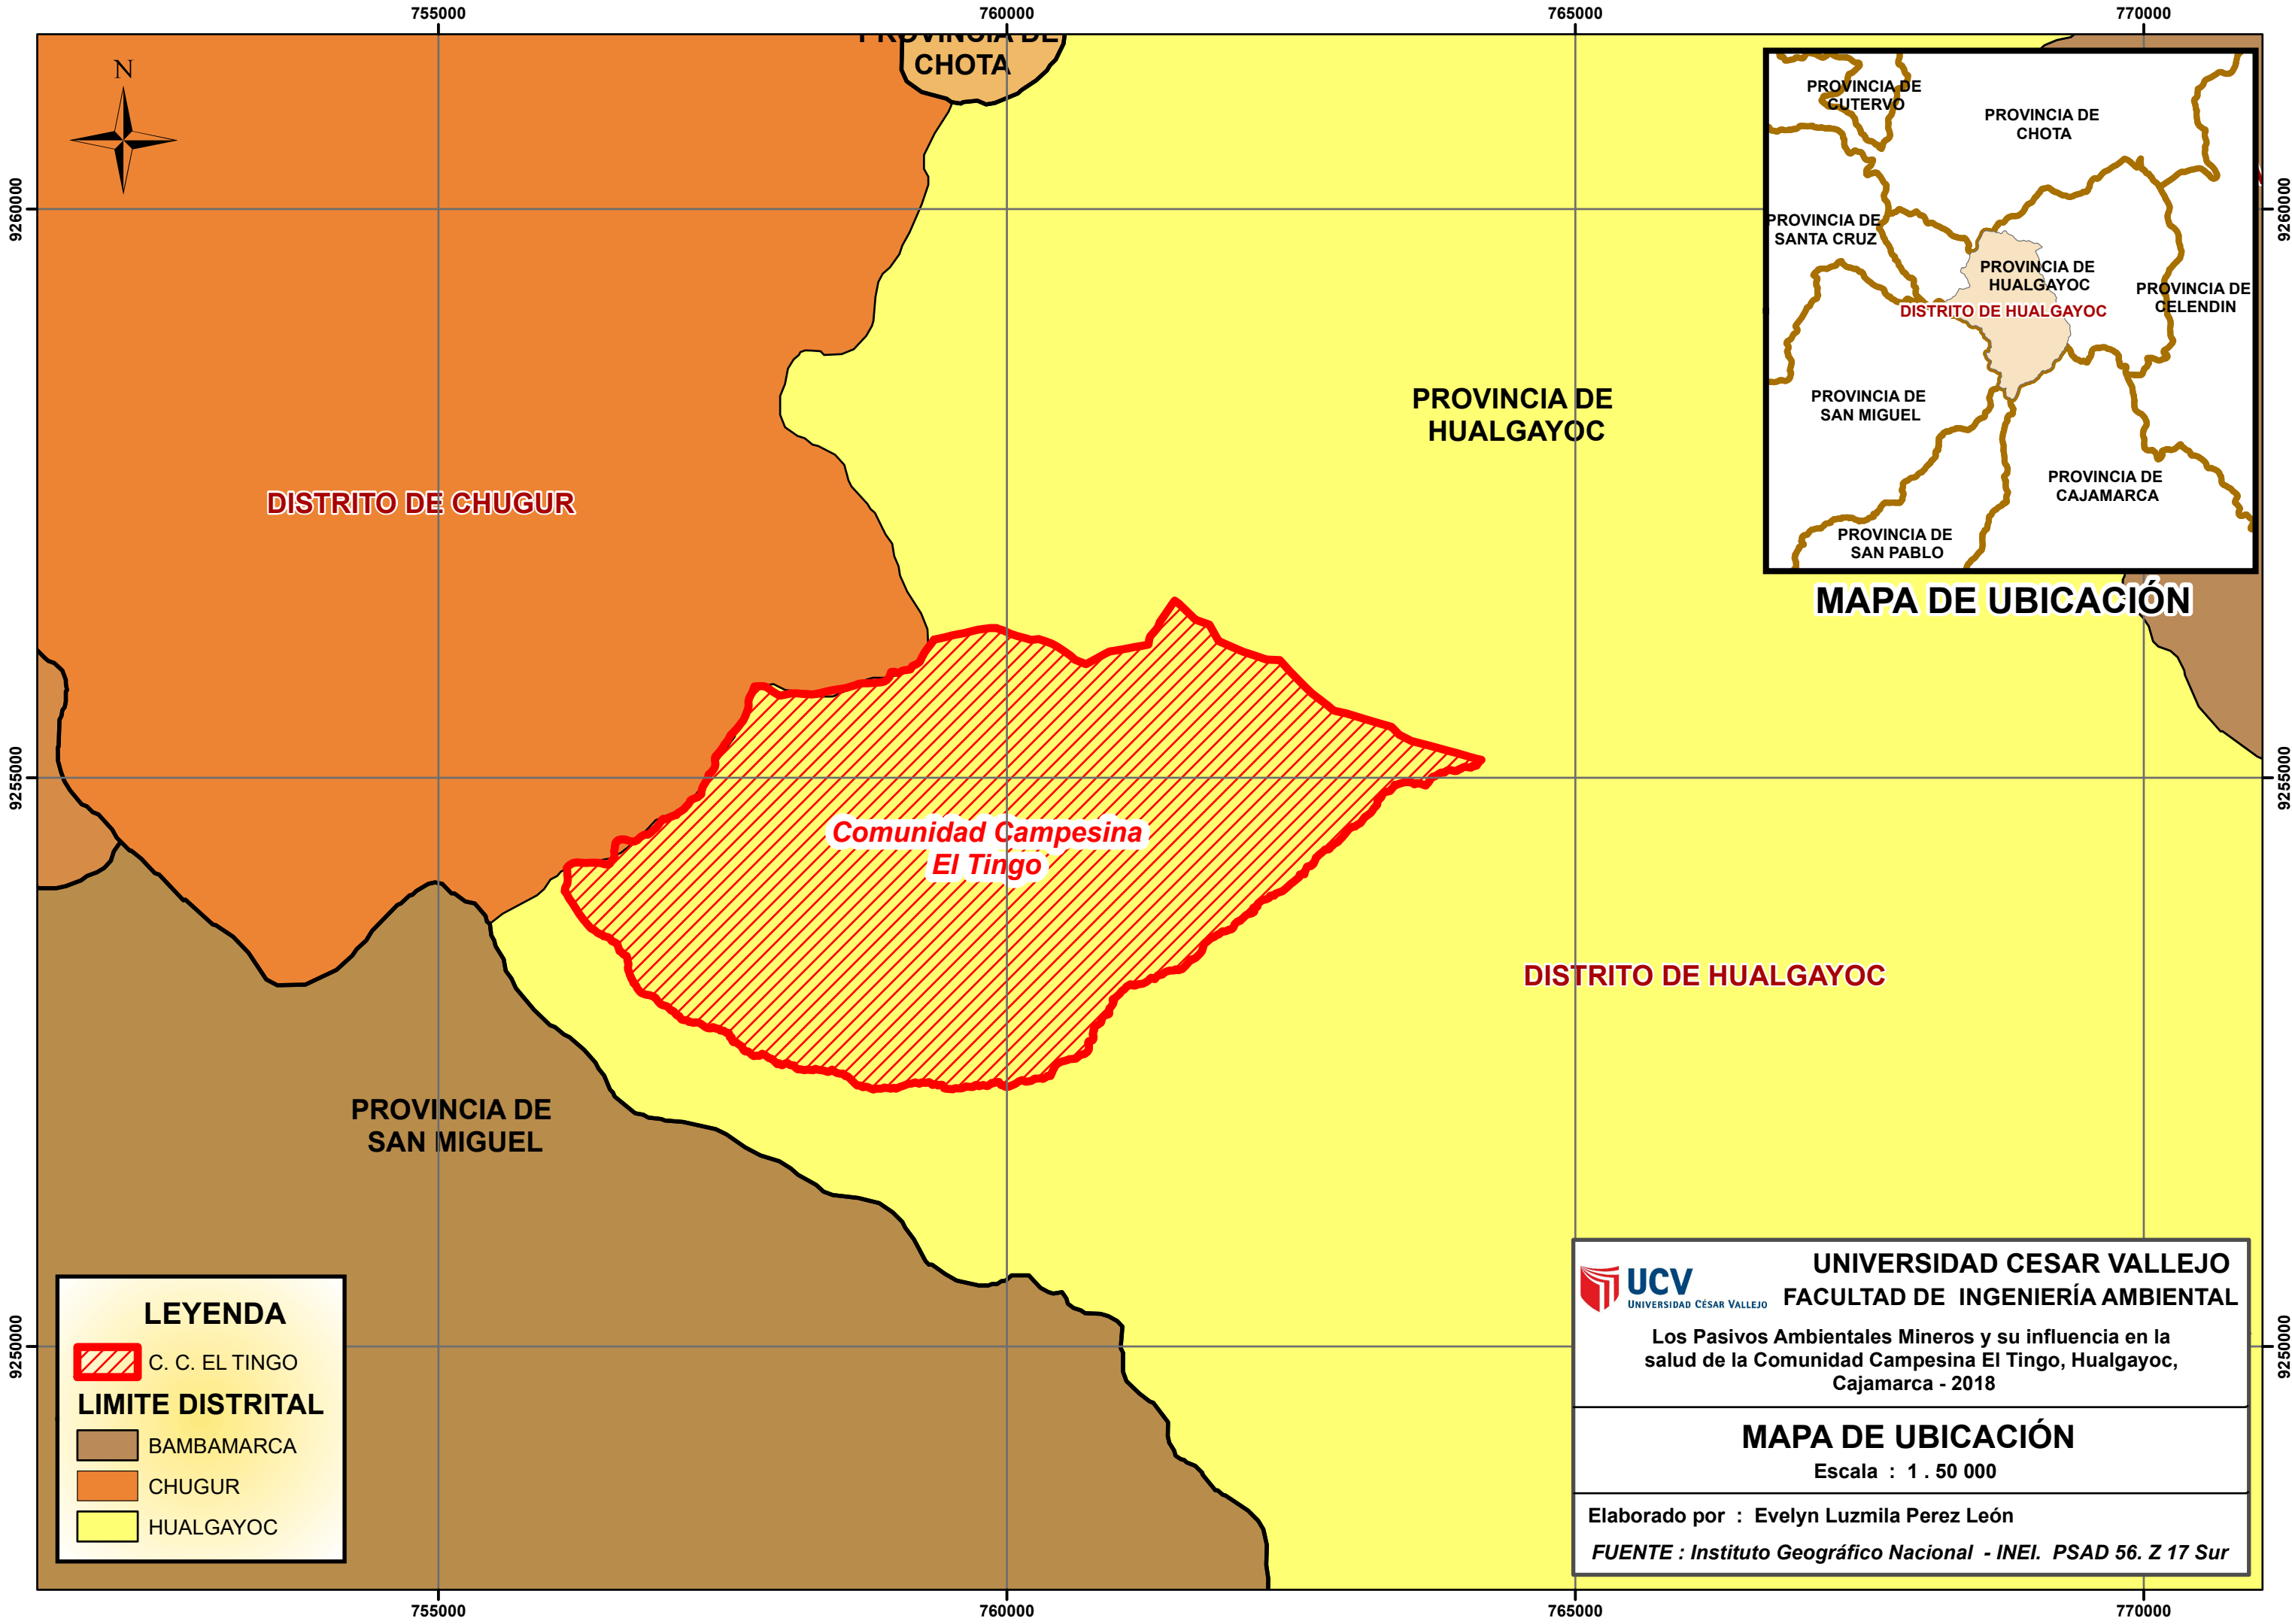 755000
760000
765000
770000
N
PROVINCIA DE
CHOTA
9260000
9260000
PROVINCIA DE
CUTERVO
PROVINCIA DE
CHOTA
PROVINCIA DE
SANTA CRUZ
PROVINCIA DE
HUALGAYOC
DISTRITO DE HUALGAYOC
PROVINCIA DE
CELENDIN
PROVINCIA DE
SAN MIGUEL
PROVINCIA DE
CAJAMARCA
PROVINCIA DE
SAN PABLO
MAPA DE UBICACIÓN
PROVINCIA DE
HUALGAYOC
DISTRITO DE CHUGUR
9255000
9255000
Comunidad Campesina
El Tingo
DISTRITO DE HUALGAYOC
PROVINCIA DE
SAN MIGUEL
9250000
9250000
LEYENDA
C. C. EL TINGO
LIMITE DISTRITAL
BAMBAMARCA
CHUGUR
HUALGAYOC
UCV
UNIVERSIDAD CÉSAR VALLEJO
UNIVERSIDAD CESAR VALLEJO
FACULTAD DE INGENIERÍA AMBIENTAL
Los Pasivos Ambientales Mineros y su influencia en la
salud de la Comunidad Campesina El Tingo, Hualgayoc,
Cajamarca - 2018
MAPA DE UBICACIÓN
Escala : 1 . 50 000
Elaborado por : Evelyn Luzmila Perez León
FUENTE : Instituto Geográfico Nacional - INEI. PSAD 56. Z 17 Sur
755000
760000
765000
770000